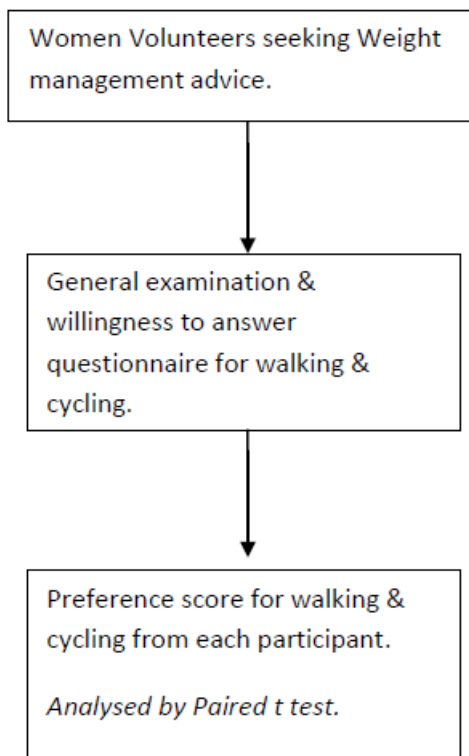 Women Volunteers seeking Weight
management advice.
General examination &
willingness to answer
questionnaire for walking &
cycling.
Preference score for walking &
cycling from each participant.
Analysed by Paired t test.